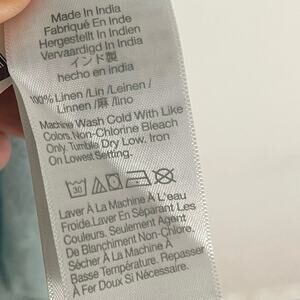 Made In India
Fabriqué En Inde
Hergestellt In Indien
Vervaardigd In India
インド製
hecho en india
100% Linen /Lin /Leinen /
Linnen /麻 /lino
Machine Wash Cold With Like
Colors.Non-Chlorine Bleach
Only. Tumble Dry Low. Iron
On Lowest Setting.
30
Laver À La Machine À L'eau
Froide.Laver En Séparant Les
Couleurs. Seulement Agent
De Blanchiment Non-Chlore.
Sécher À La Machine À
Basse Température. Repasser
À Fer Doux Si Nécessaire.